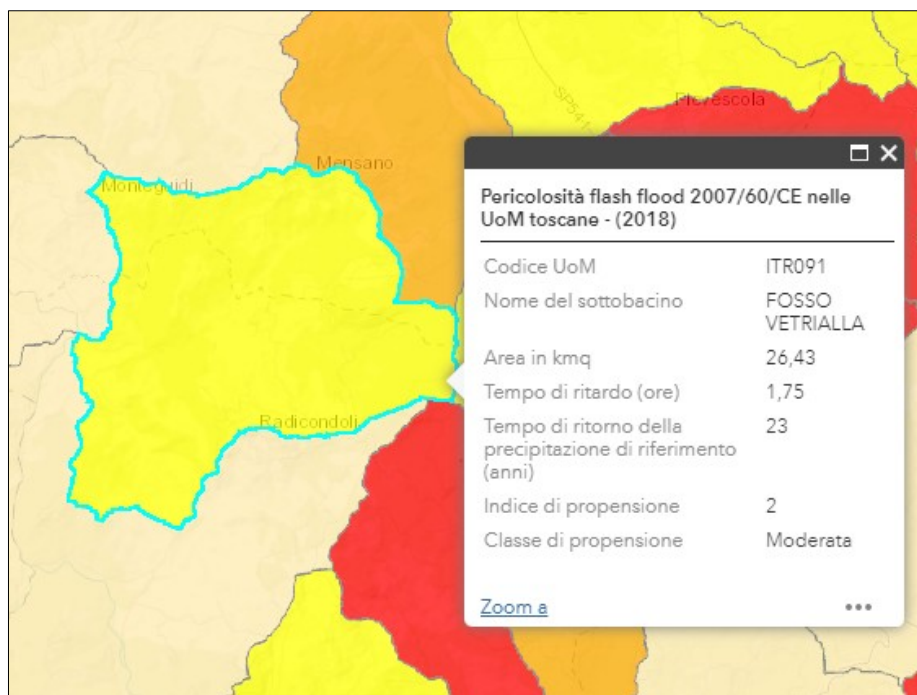 Pievescola
SP541
Mensano
Monteguidi
Radicondoli
Pericolosità flash flood 2007/60/CE nelle
UoM toscane - (2018)
Codice UoM ITR091
Nome del sottobacino FOSSO
VETRIALLA
Area in kmq 26,43
Tempo di ritardo (ore) 1,75
Tempo di ritorno della 23
precipitazione di riferimento
(anni)
Indice di propensione 2
Classe di propensione Moderata
Zoom a